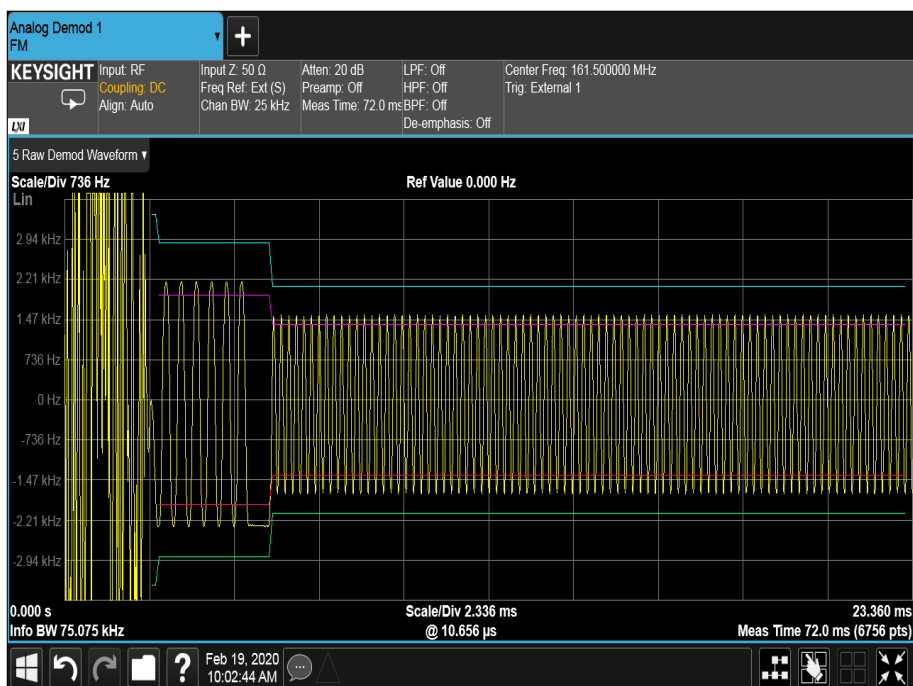 Analog Demod 1
FM
KEYSIGHT
LXI
Input: RF
Coupling: DC
Align: Auto
Input Z: 50 Ω
Freq Ref: Ext (S)
Chan BW: 25 kHz
Atten: 20 dB
Preamp: Off
Meas Time: 72.0 ms
LPF: Off
HPF: Off
BPF: Off
De-emphasis: Off
Center Freq: 161.500000 MHz
Trig: External 1
5 Raw Demod Waveform
Scale/Div 736 Hz
Ref Value 0.000 Hz
Lin
2.94 kHz
2.21 kHz
1.47 kHz
736 Hz
0 Hz
-736 Hz
-1.47 kHz
-2.21 kHz
-2.94 kHz
0.000 s
Scale/Div 2.336 ms
23.360 ms
Info BW 75.075 kHz
@ 10.656 µs
Meas Time 72.0 ms (6756 pts)
?
Feb 19, 2020
10:02:44 AM